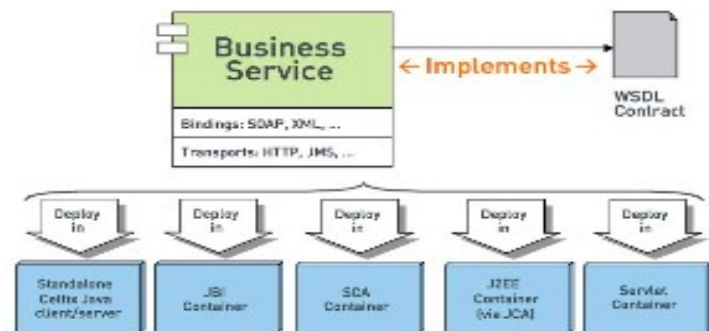 Business
Service
← Implements →
WSDL
Contract
Bindings: SOAP, XML, ...
Transports: HTTP, JMS, ...
Deploy
in
Deploy
in
Deploy
in
Deploy
in
Deploy
in
Standalone
Celtix Java
client/server
JBI
Container
SCA
Container
J2EE
Container
(via JCA)
Servlet
Container